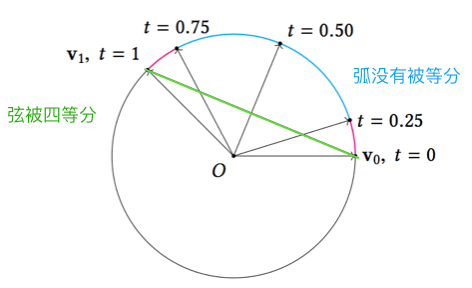 t = 0.75
t = 0.50
v₁, t = 1
弧没有被等分
弦被四等分
t = 0.25
v₀, t = 0
O